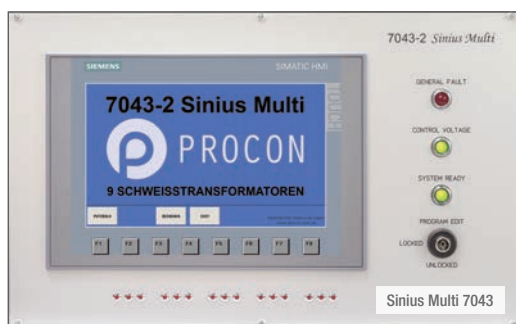 7043-2 Sinius Multi
SIEMENS
SIMATIC HMI
TOUCH
7043-2 Sinius Multi
PROCON
9 SCHWEISSTRANSFORMATOREN
F1 F2 F3 F4 F5 F6 F7 F8
GENERAL FAULT
CONTROL VOLTAGE
SYSTEM READY
PROGRAM EDIT
LOCKED
UNLOCKED
Sinius Multi 7043